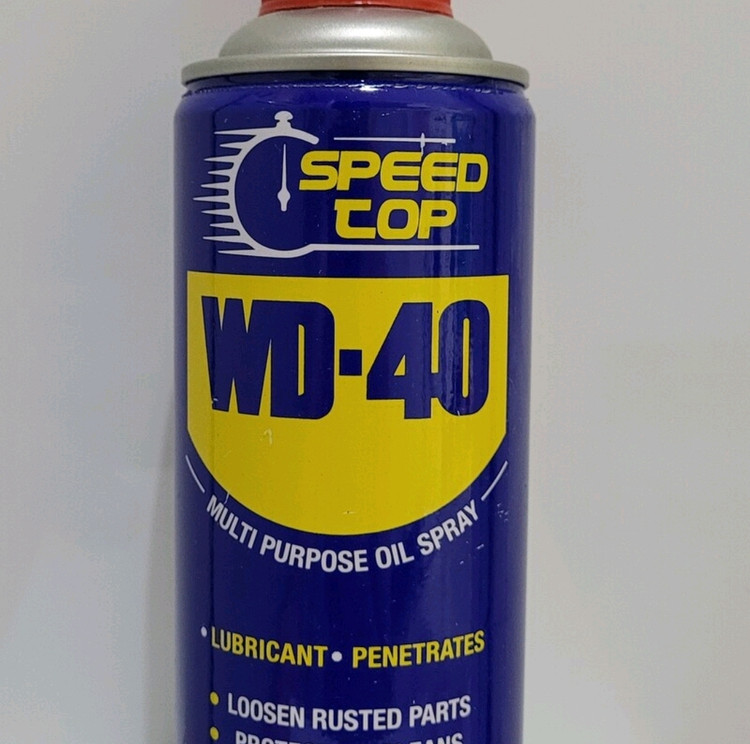 SPEED
TOP
WD-40
MULTI PURPOSE OIL SPRAY
• LUBRICANT • PENETRATES
• LOOSEN RUSTED PARTS